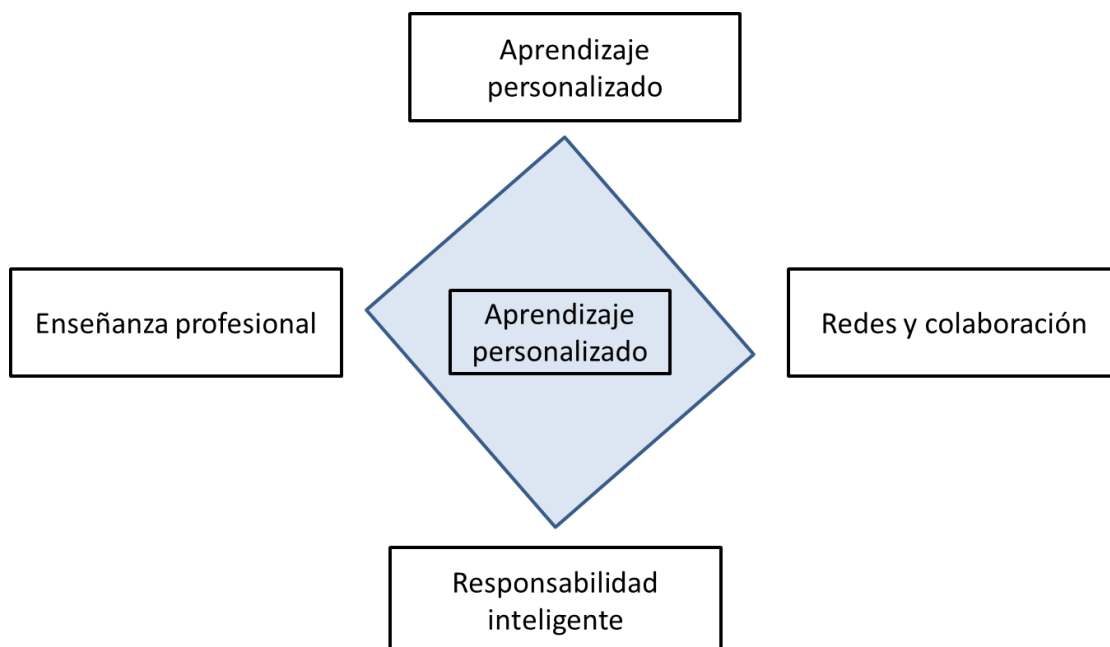 Aprendizaje
personalizado
Enseñanza profesional
Aprendizaje
personalizado
Redes y colaboración
Responsabilidad
inteligente